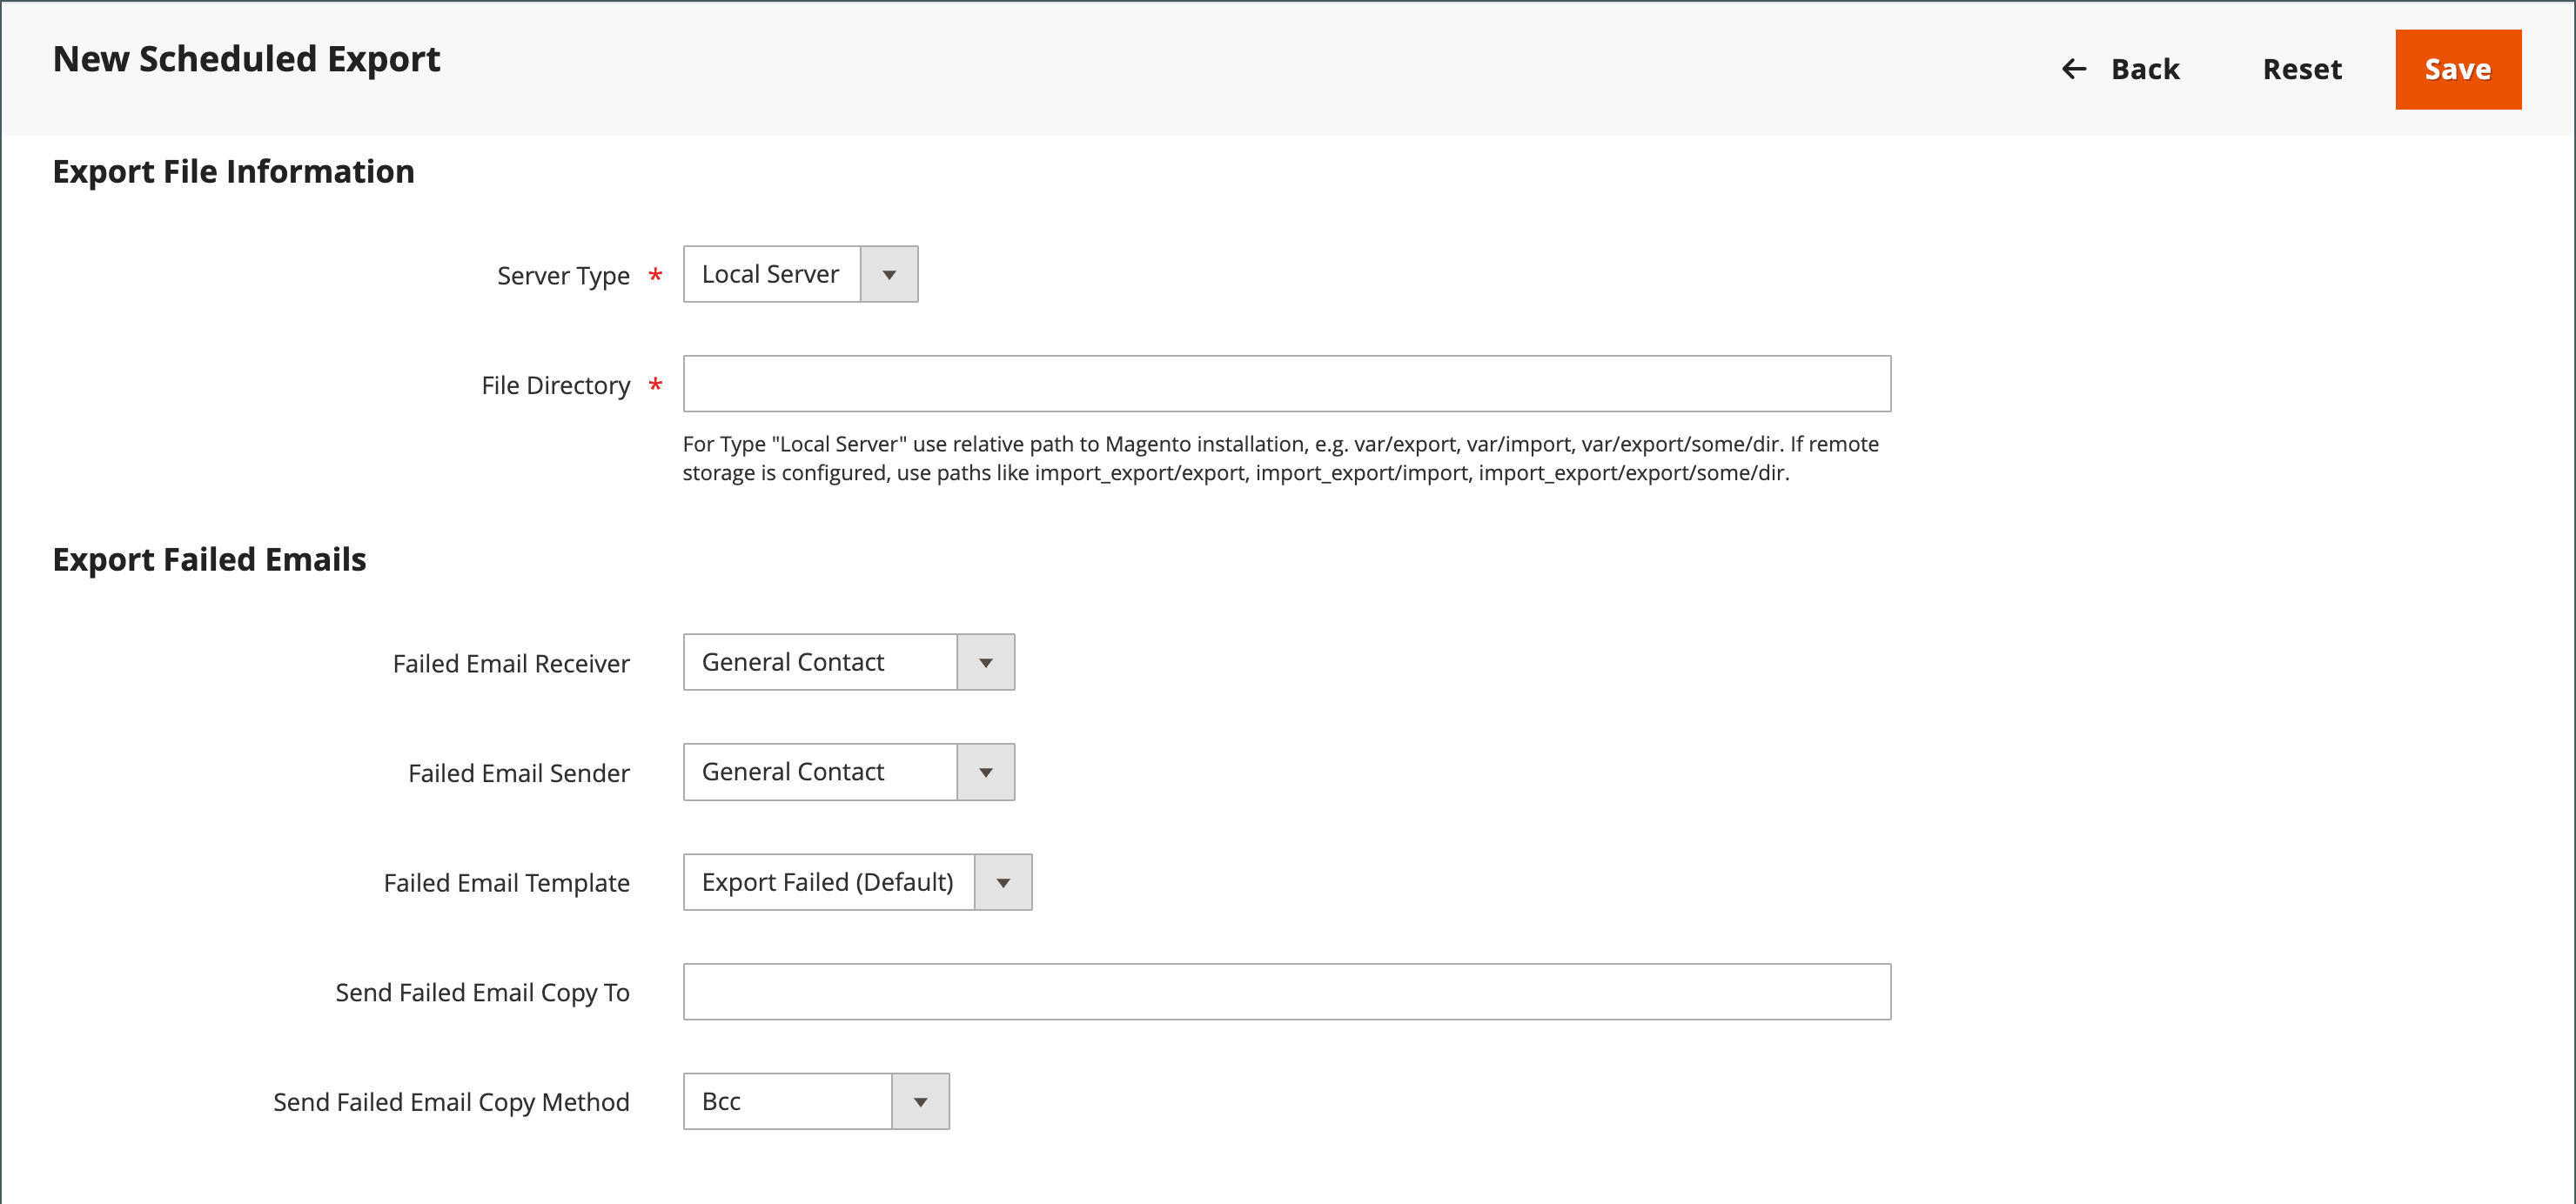 New Scheduled Export
← Back
Reset
Save
Export File Information
Server Type *
Local Server
File Directory *
For Type "Local Server" use relative path to Magento installation, e.g. var/export, var/import, var/export/some/dir. If remote
storage is configured, use paths like import_export/export, import_export/import, import_export/export/some/dir.
Export Failed Emails
Failed Email Receiver
General Contact
Failed Email Sender
General Contact
Failed Email Template
Export Failed (Default)
Send Failed Email Copy To
Send Failed Email Copy Method
Bcc